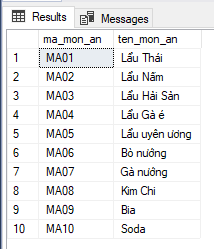 Results Messages
ma_mon_an ten_mon_an
1 MA01 Lẩu Thái
2 MA02 Lẩu Nấm
3 MA03 Lẩu Hải Sản
4 MA04 Lẩu Gà é
5 MA05 Lẩu uyên ương
6 MA06 Bò nướng
7 MA07 Gà nướng
8 MA08 Kim Chi
9 MA09 Bia
10 MA10 Soda